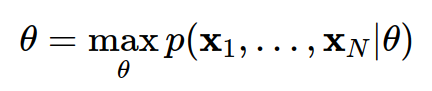 θ = max_θ p(𝐱₁, . . . , 𝐱_N|θ)